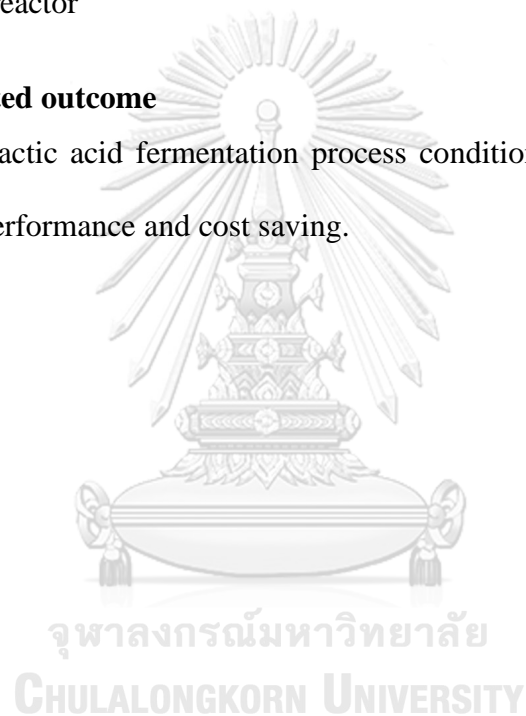 eactor
ted outcome
actic acid fermentation process condition
erformance and cost saving.
จุฬาลงกรณ์มหาวิทยาลัย
CHULALONGKORN UNIVERSITY